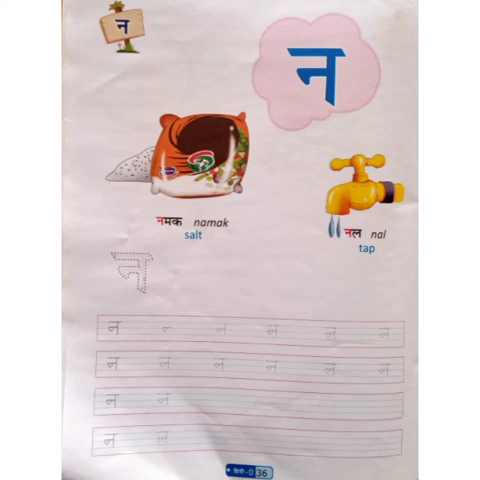 न
न
नमक namak
salt
नल nal
tap
न
न न न न न न
न न न न न न
न न
न न
हिन्दी-0 36